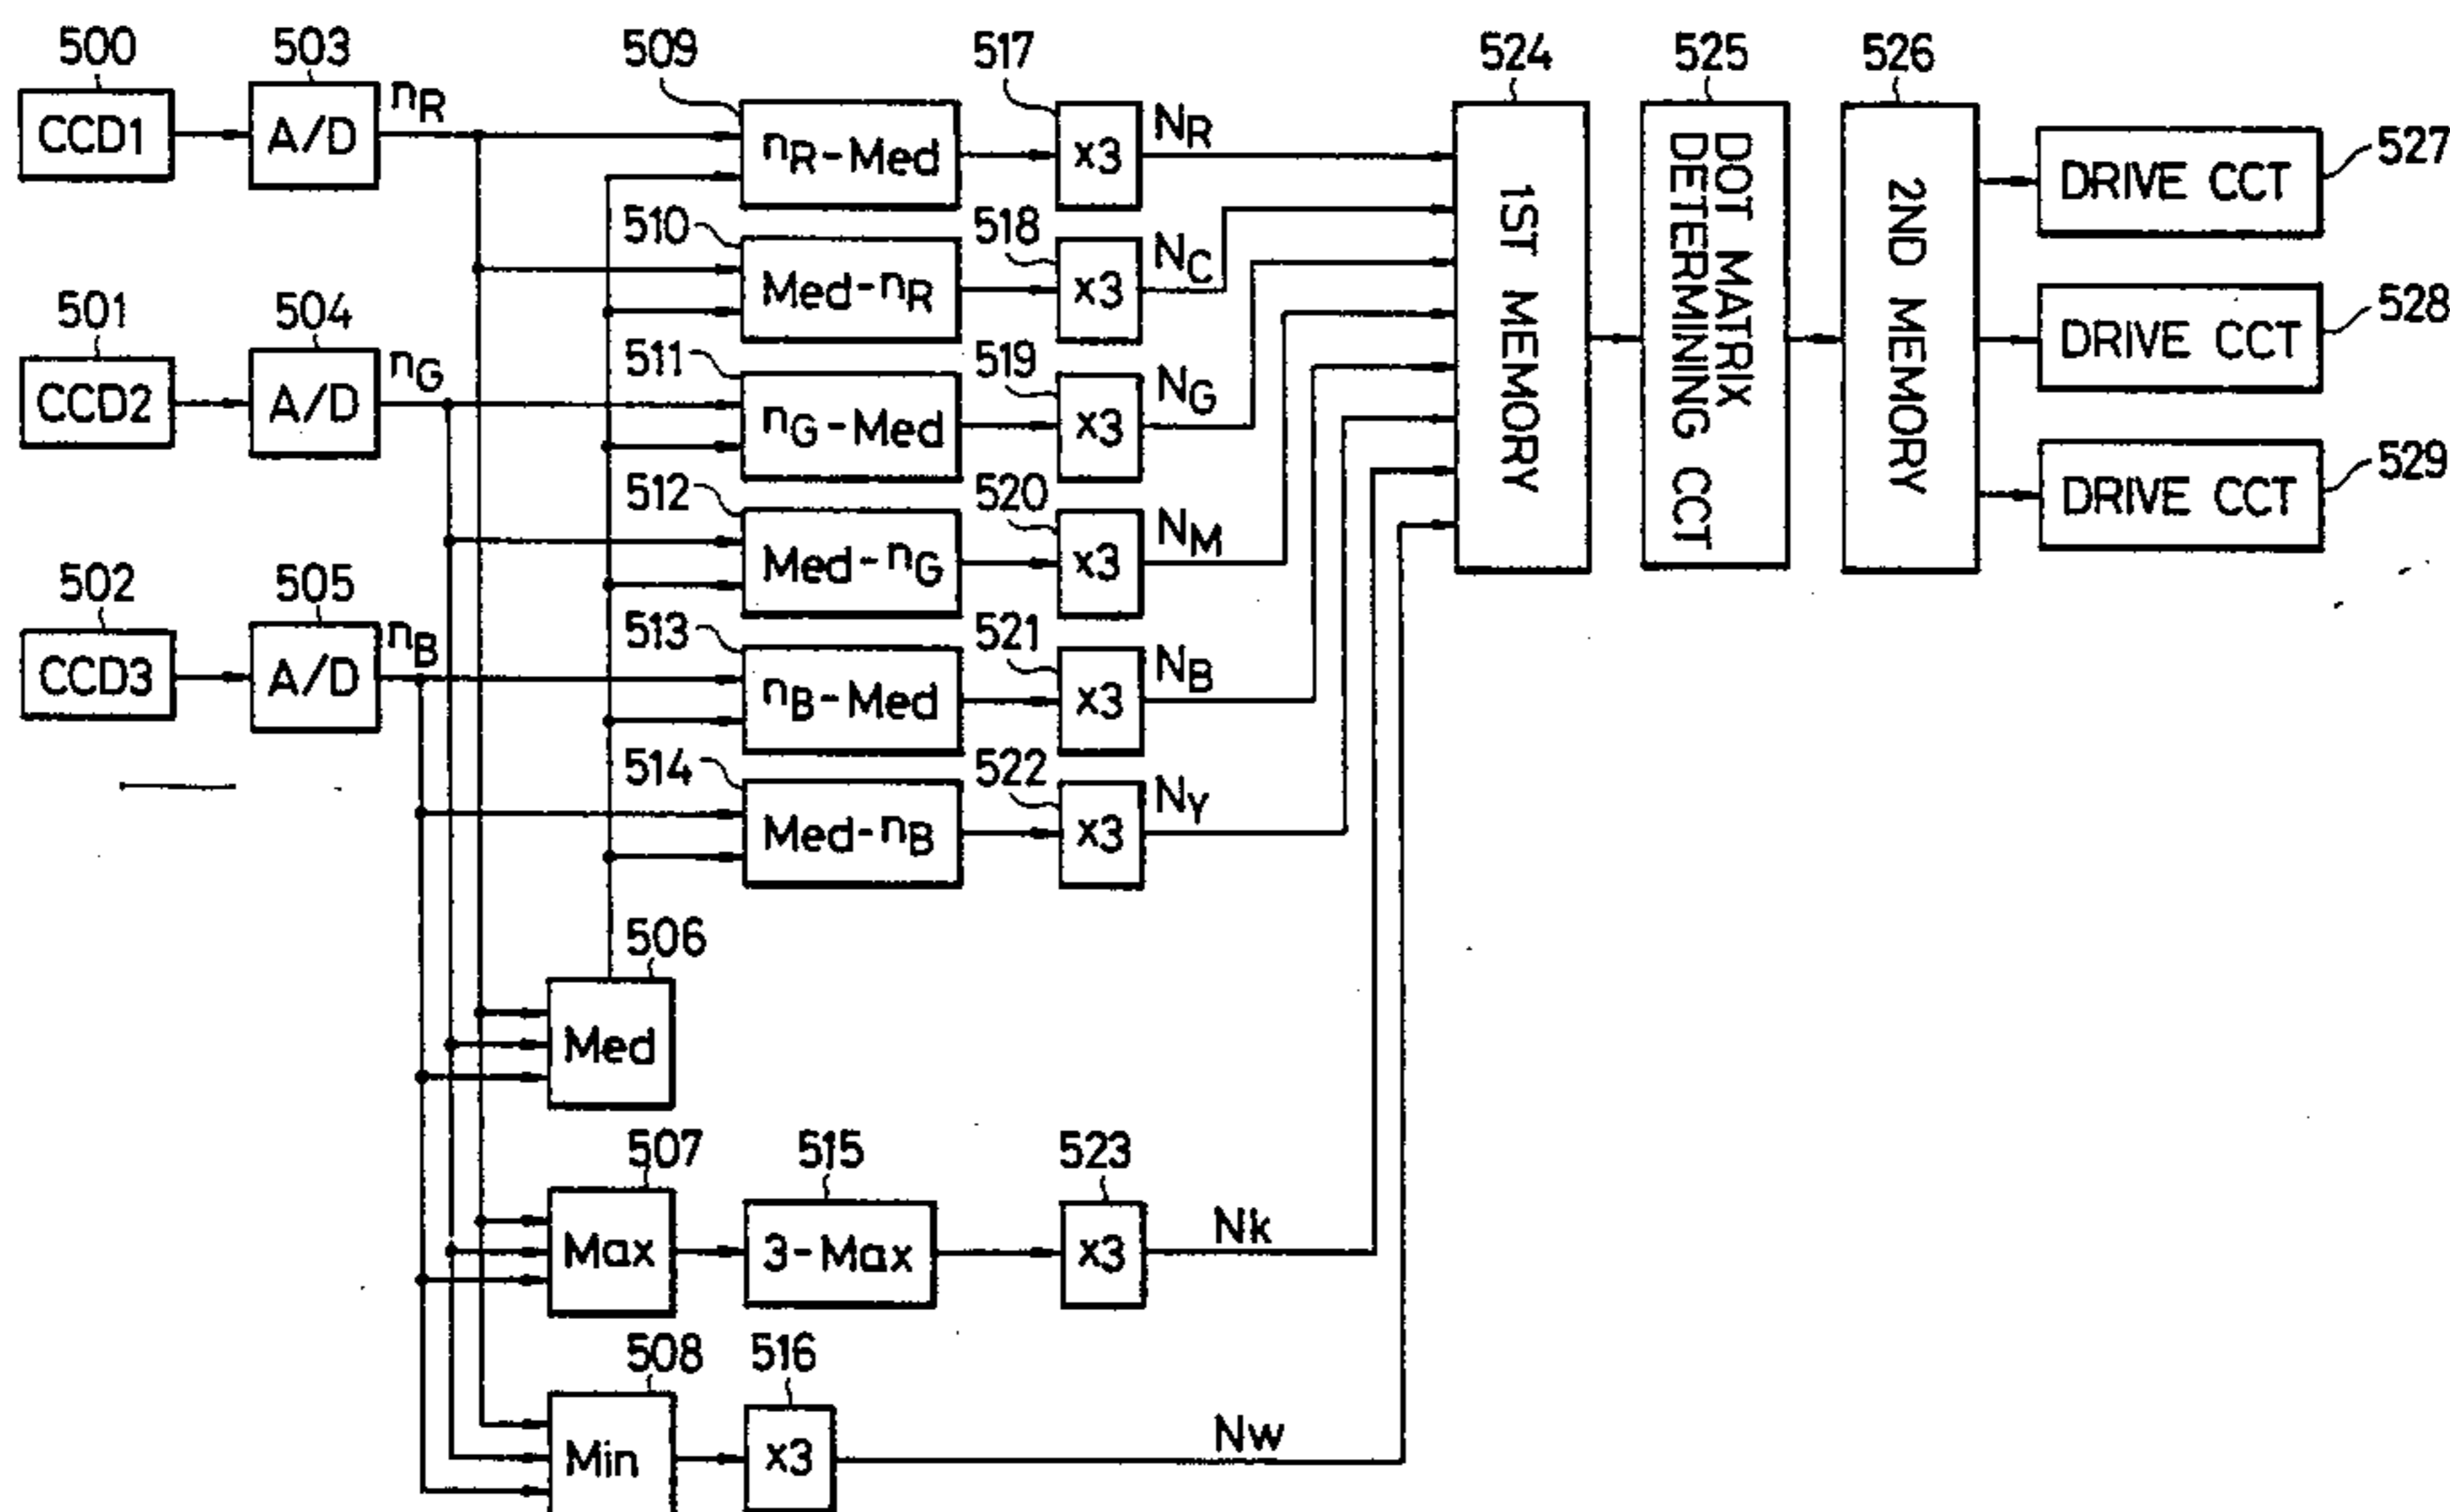 500
503
509
517
524
525
526
CCD1
A/D
nR
nR-Med
x3
NR
510
518
Med-nR
x3
NC
501
504
511
519
CCD2
A/D
nG
nG-Med
x3
NG
512
520
Med-nG
x3
NM
502
505
513
521
CCD3
A/D
nB
nB-Med
x3
NB
514
522
Med-nB
x3
NY
506
Med
507
515
523
Max
3-Max
x3
Nk
508
516
Min
x3
Nw
1ST MEMORY
DOT MATRIX
DETERMINING CCT
2ND MEMORY
DRIVE CCT
527
DRIVE CCT
528
DRIVE CCT
529